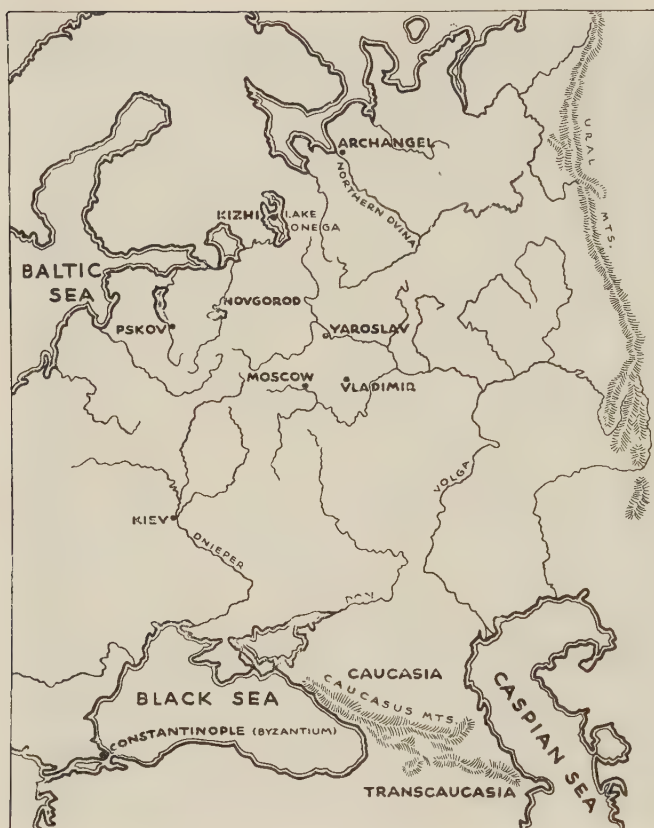 URAL MTS.
ARCHANGEL
NORTHERN DVINA
KIZHI
LAKE
ONEGA
BALTIC
SEA
NOVGOROD
PSKOV
YAROSLAV
MOSCOW
VLADIMIR
VOLGA
KIEV
DNIEPER
DON
CAUCASIA
CAUCASUS MTS.
BLACK SEA
CASPIAN SEA
CONSTANTINOPLE (BYZANTIUM)
TRANSCAUCASIA